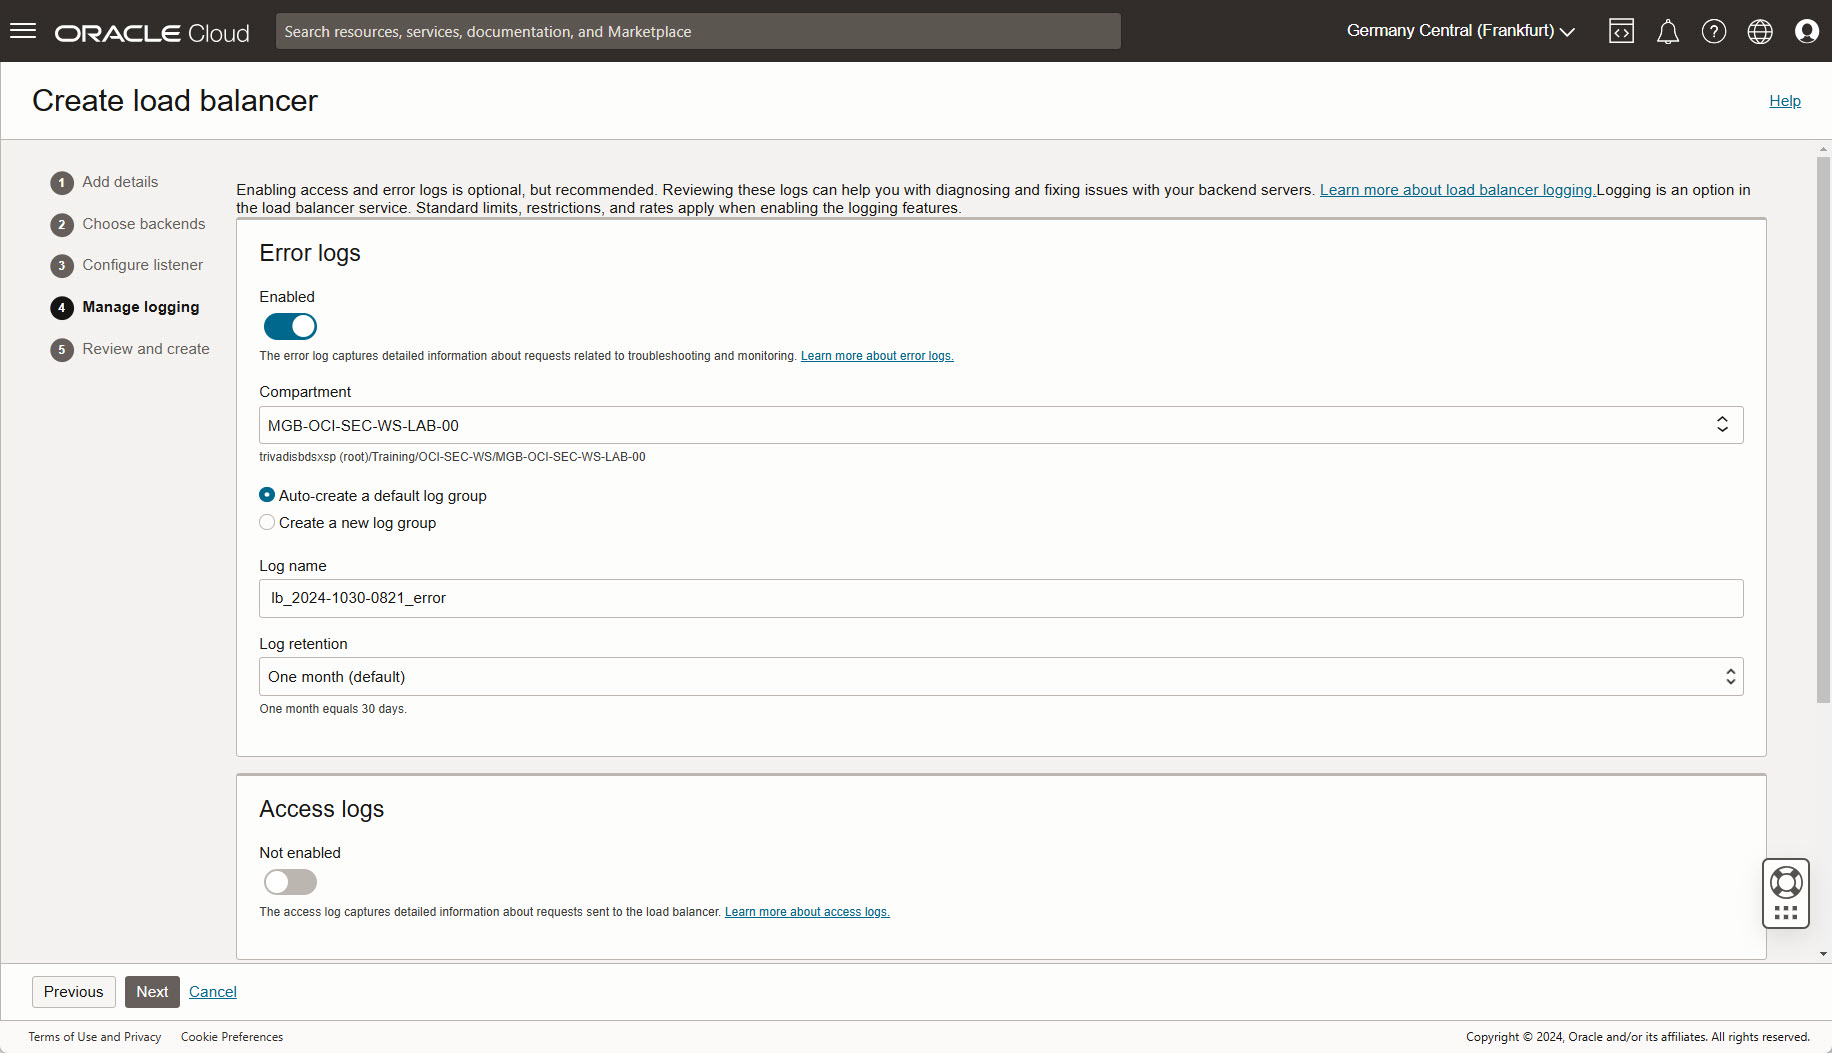 ORACLE Cloud
Search resources, services, documentation, and Marketplace
Germany Central (Frankfurt)
Create load balancer
Help
1 Add details
2 Choose backends
3 Configure listener
4 Manage logging
5 Review and create
Enabling access and error logs is optional, but recommended. Reviewing these logs can help you with diagnosing and fixing issues with your backend servers. Learn more about load balancer logging.Logging is an option in
the load balancer service. Standard limits, restrictions, and rates apply when enabling the logging features.
Error logs
Enabled
The error log captures detailed information about requests related to troubleshooting and monitoring. Learn more about error logs.
Compartment
MGB-OCI-SEC-WS-LAB-00
trivadisbdsxsp (root)/Training/OCI-SEC-WS/MGB-OCI-SEC-WS-LAB-00
Auto-create a default log group
Create a new log group
Log name
lb_2024-1030-0821_error
Log retention
One month (default)
One month equals 30 days.
Access logs
Not enabled
The access log captures detailed information about requests sent to the load balancer. Learn more about access logs.
Previous
Next
Cancel
Terms of Use and Privacy
Cookie Preferences
Copyright © 2024, Oracle and/or its affiliates. All rights reserved.